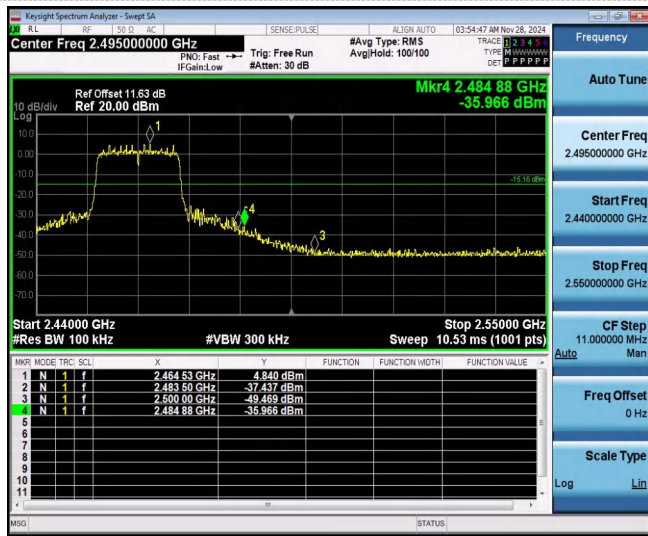 Keysight Spectrum Analyzer - Swept SA
RL RF 50 Ω AC SENSE:PULSE ALIGN AUTO 03:54:47 AM Nov 28, 2024
Center Freq 2.495000000 GHz #Avg Type: RMS TRACE 1 2 3 4 5 6
PNO: Fast Trig: Free Run Avg|Hold: 100/100 TYPE M W W W W W
IFGain:Low #Atten: 30 dB DET P P P P P P
Mkr4 2.484 88 GHz
Ref Offset 11.63 dB -35.966 dBm
10 dB/div Ref 20.00 dBm
Log
10.0
0.00
-10.0
-20.0
-30.0
-40.0
-50.0
-60.0
-70.0
1
4
3
-15.16 dBm
Start 2.44000 GHz Stop 2.55000 GHz
#Res BW 100 kHz #VBW 300 kHz Sweep 10.53 ms (1001 pts)
MKR MODE TRC SCL X Y FUNCTION FUNCTION WIDTH FUNCTION VALUE
1 N 1 f 2.464 53 GHz 4.840 dBm
2 N 1 f 2.483 50 GHz -37.437 dBm
3 N 1 f 2.500 00 GHz -49.469 dBm
4 N 1 f 2.484 88 GHz -35.966 dBm
5
6
7
8
9
10
11
MSG STATUS
Frequency
Auto Tune
Center Freq
2.495000000 GHz
Start Freq
2.440000000 GHz
Stop Freq
2.550000000 GHz
CF Step
11.000000 MHz
Auto Man
Freq Offset
0 Hz
Scale Type
Log Lin